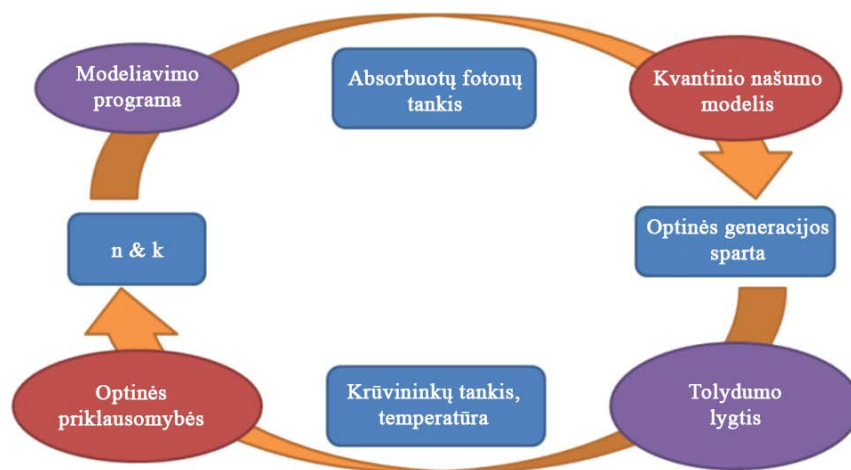 Modeliavimo
programa
Absorbuotų fotonų
tankis
Kvantinio našumo
modelis
n & k
Optinės generacijos
sparta
Optinės
priklausomybės
Krūvininkų tankis,
temperatūra
Tolydumo
lygtis